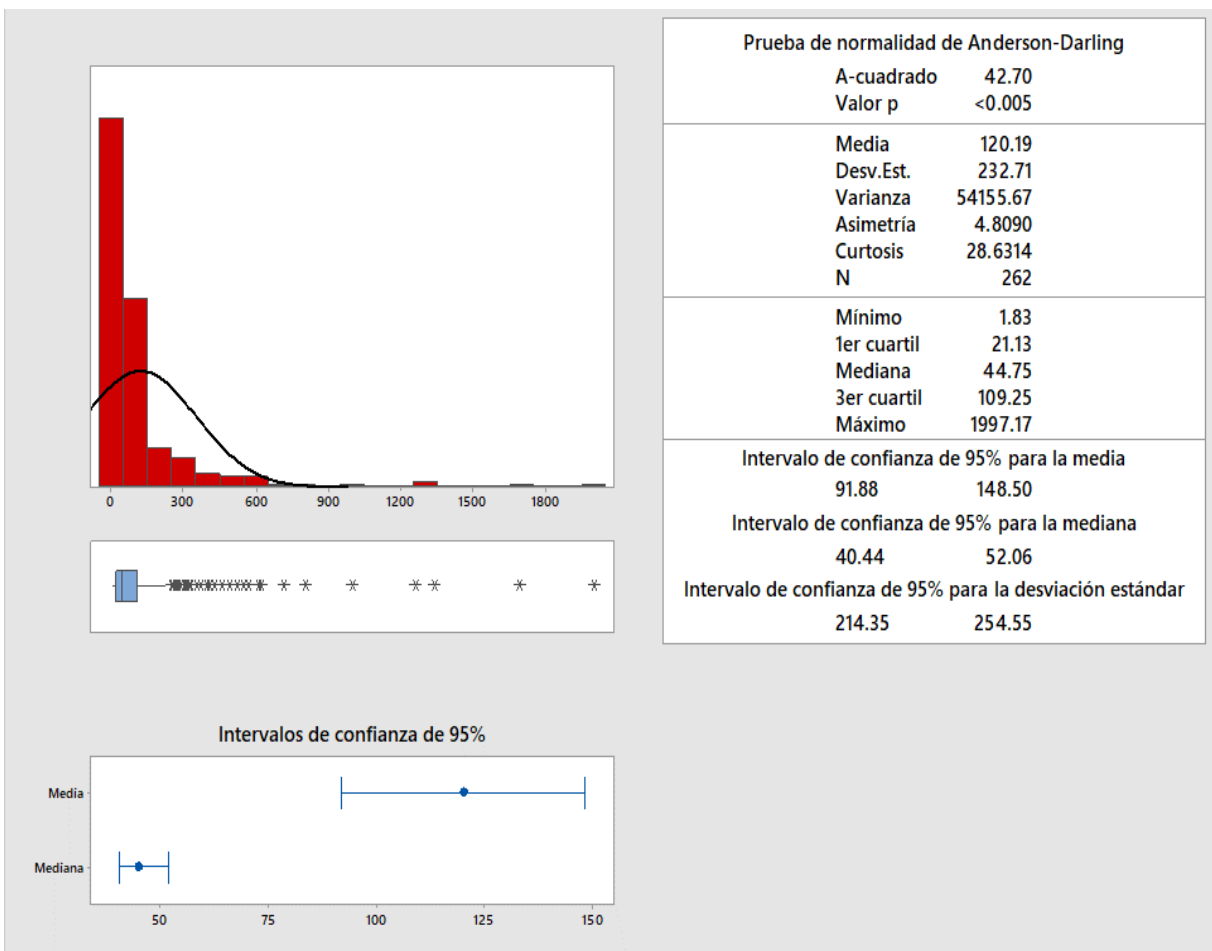 0 300 600 900 1200 1500 1800
Intervalos de confianza de 95%
Media
Mediana
50 75 100 125 150
Prueba de normalidad de Anderson-Darling
A-cuadrado 42.70
Valor p <0.005
Media 120.19
Desv.Est. 232.71
Varianza 54155.67
Asimetría 4.8090
Curtosis 28.6314
N 262
Mínimo 1.83
1er cuartil 21.13
Mediana 44.75
3er cuartil 109.25
Máximo 1997.17
Intervalo de confianza de 95% para la media
91.88 148.50
Intervalo de confianza de 95% para la mediana
40.44 52.06
Intervalo de confianza de 95% para la desviación estándar
214.35 254.55